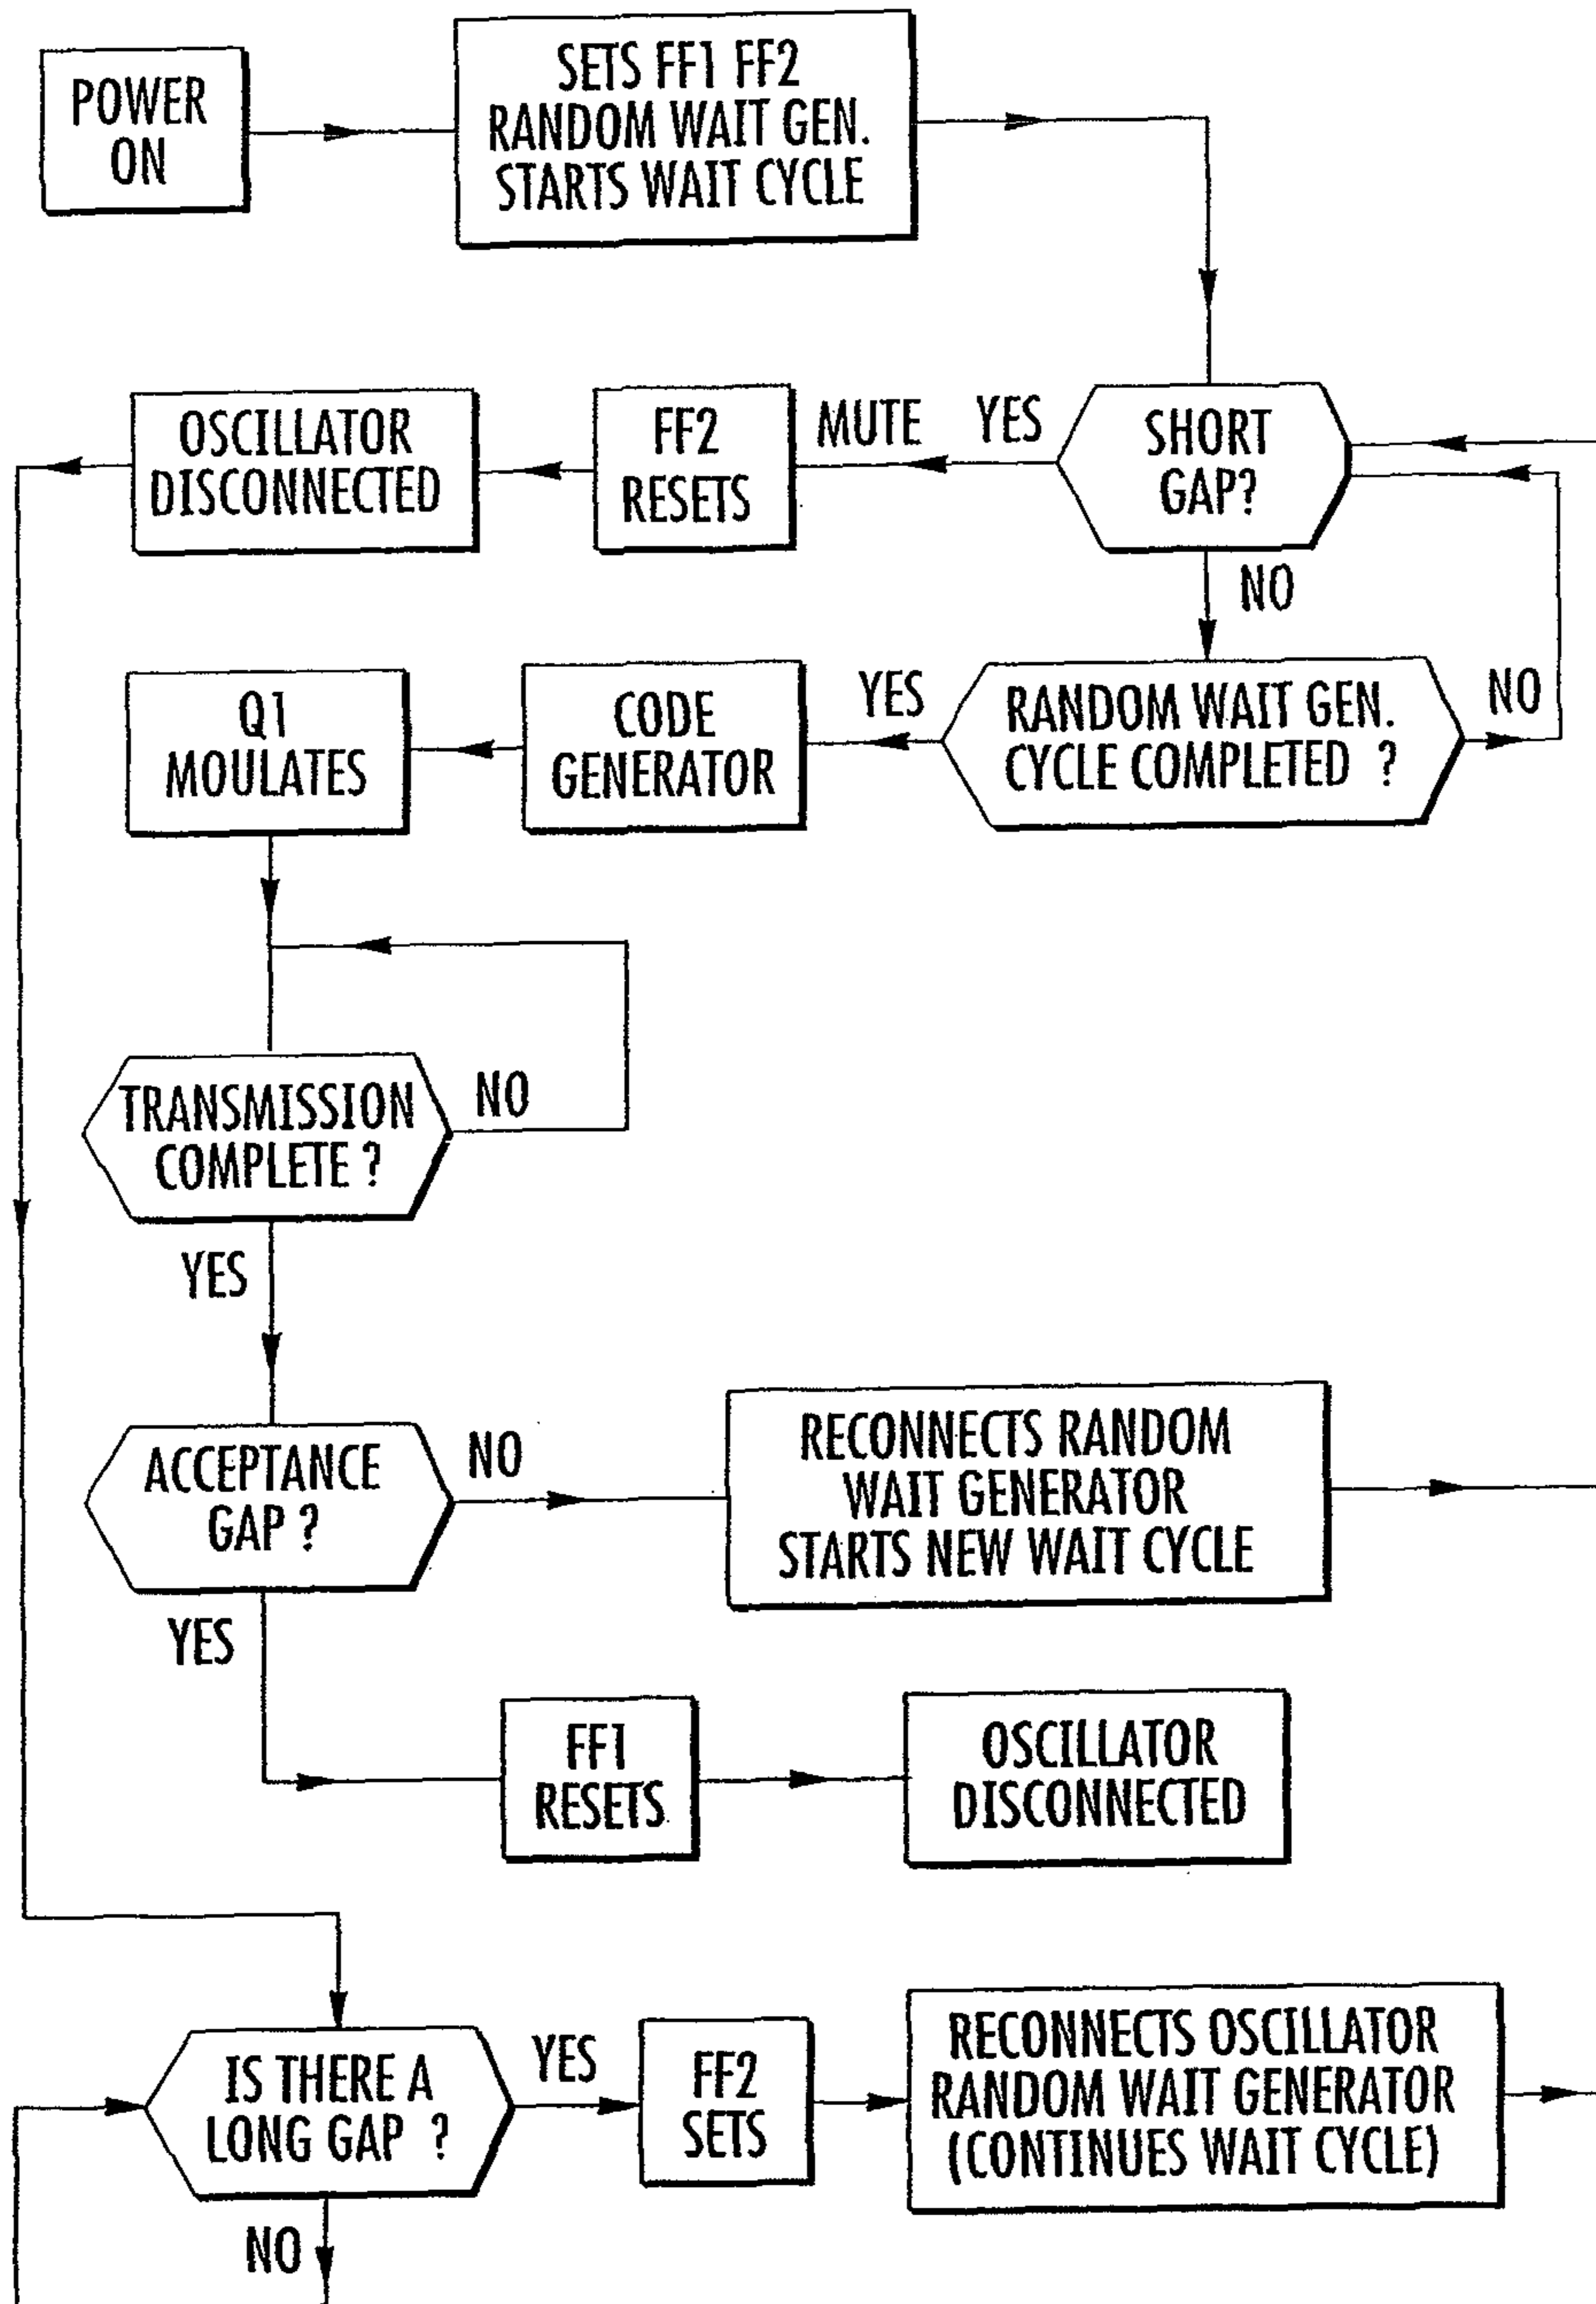 POWER
ON
SETS FF1 FF2
RANDOM WAIT GEN.
STARTS WAIT CYCLE
OSCILLATOR
DISCONNECTED
FF2
RESETS
MUTE
YES
SHORT
GAP?
NO
Q1
MOULATES
CODE
GENERATOR
YES
RANDOM WAIT GEN.
CYCLE COMPLETED ?
NO
TRANSMISSION
COMPLETE ?
NO
YES
ACCEPTANCE
GAP ?
NO
RECONNECTS RANDOM
WAIT GENERATOR
STARTS NEW WAIT CYCLE
YES
FF1
RESETS
OSCILLATOR
DISCONNECTED
IS THERE A
LONG GAP ?
YES
FF2
SETS
RECONNECTS OSCILLATOR
RANDOM WAIT GENERATOR
(CONTINUES WAIT CYCLE)
NO